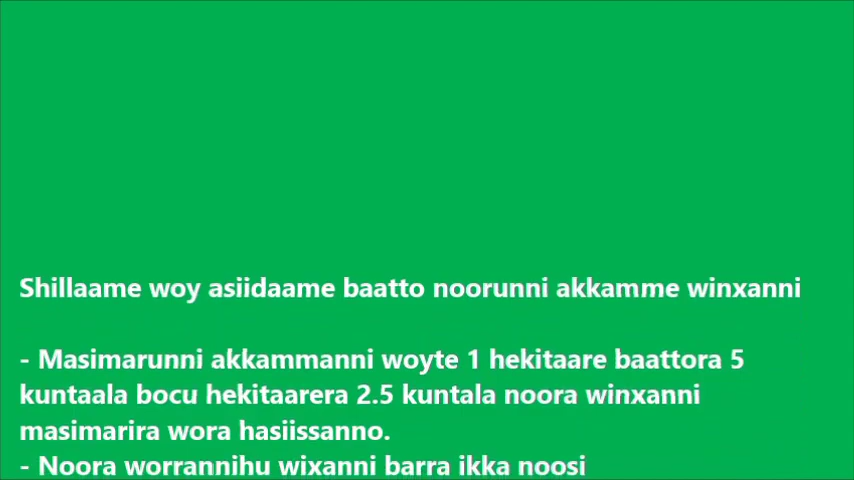 Shillaame woy asiidaame baatto noorunni akkamme winxanni
- Masimarunni akkammanni woyte 1 hekitaare baattora 5
kuntaala bocu hekitaarera 2.5 kuntala noora winxanni
masimarira wora hasiissanno.
- Noora worrannihu wixanni barra ikka noosi